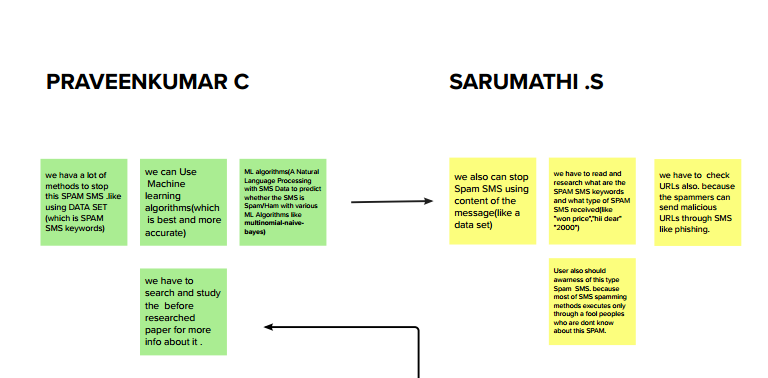 PRAVEENKUMAR C
SARUMATHI .S
we hava a lot of
methods to stop
this SPAM SMS .like
using DATA SET
(which is SPAM
SMS keywords)
we can Use
Machine
learning
algorithms(which
is best and more
accurate)
ML algorithms(A Natural
Language Processing
with SMS Data to predict
whether the SMS is
Spam/Ham with various
ML Algorithms like
multinomial-naive-
bayes)
we also can stop
Spam SMS using
content of the
message(like a
data set)
we have to read and
research what are the
SPAM SMS keywords
and what type of SPAM
SMS received(like
"won price","hii dear"
"2000")
we have to check
URLs also. because
the spammers can
send malicious
URLs through SMS
like phishing.
we have to
search and study
the before
researched
paper for more
info about it .
User also should
awarness of this type
Spam SMS. because
most of SMS spamming
methods executes only
through a fool peoples
who are dont know
about this SPAM.